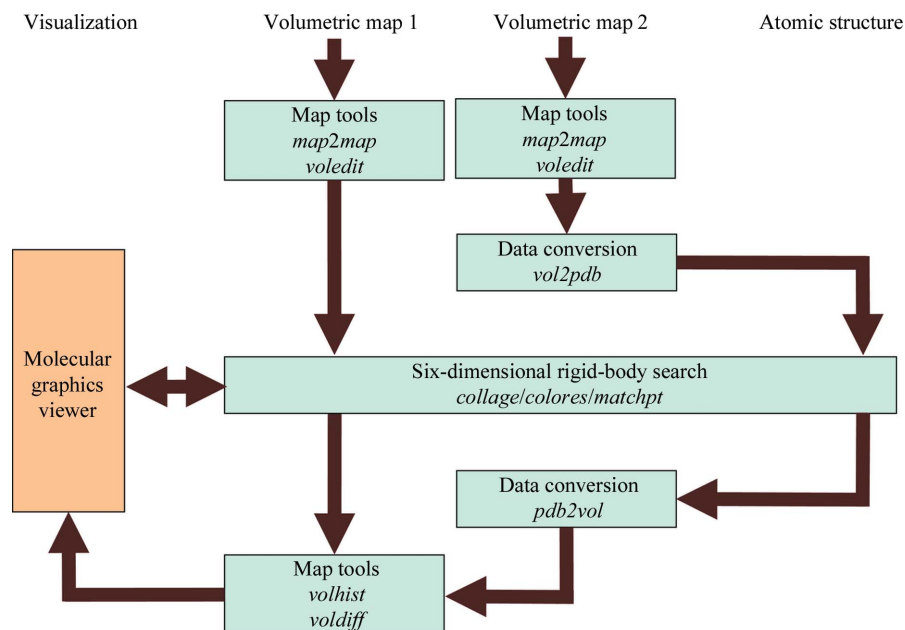 Visualization
Volumetric map 1
Volumetric map 2
Atomic structure
Map tools
map2map
voledit
Map tools
map2map
voledit
Data conversion
vol2pdb
Molecular
graphics
viewer
Six-dimensional rigid-body search
collage/colores/matchpt
Data conversion
pdb2vol
Map tools
volhist
voldiff